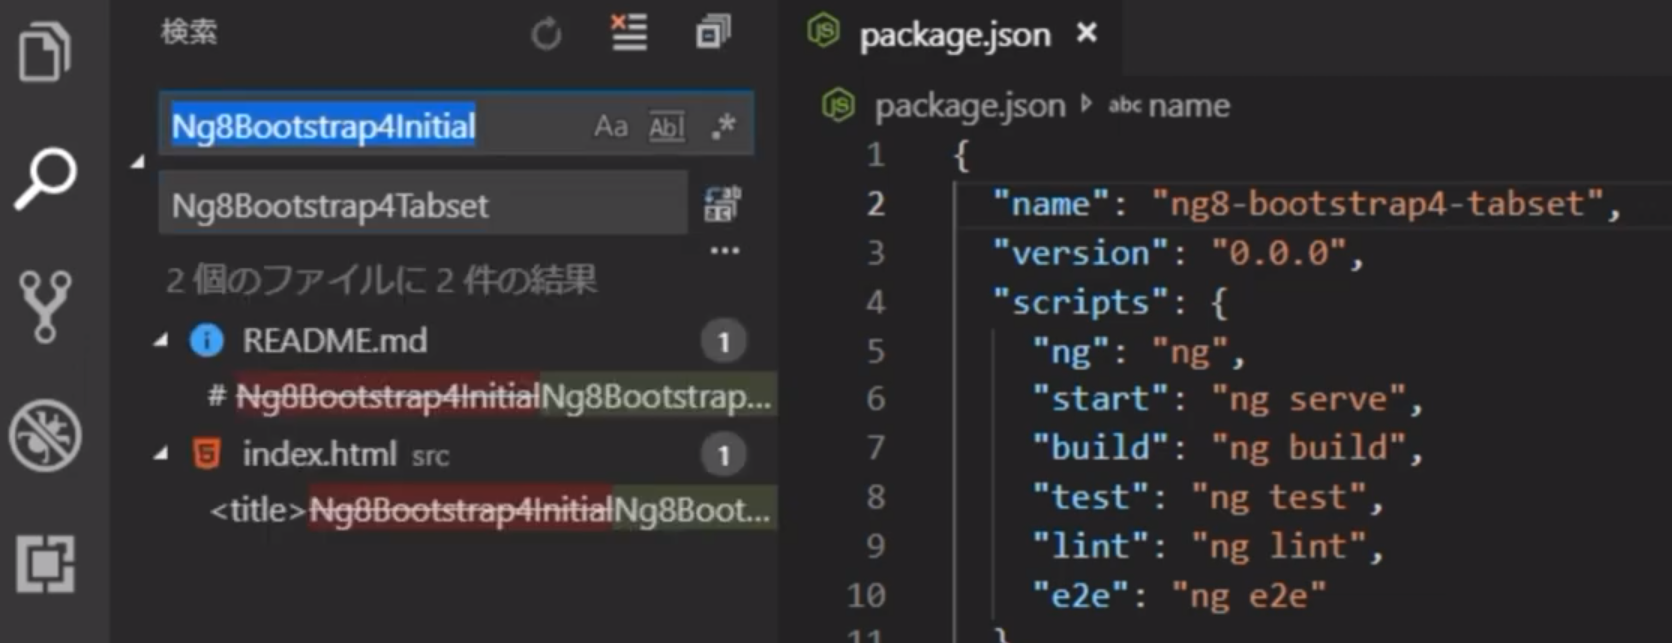 検索
Ng8Bootstrap4Initial Aa Abl .*
Ng8Bootstrap4Tabset
2 個のファイルに 2 件の結果
README.md 1
# Ng8Bootstrap4InitialNg8Bootstrap...
index.html src 1
<title>Ng8Bootstrap4InitialNg8Boot...
package.json ×
package.json abc name
1 {
2 "name": "ng8-bootstrap4-tabset",
3 "version": "0.0.0",
4 "scripts": {
5 "ng": "ng",
6 "start": "ng serve",
7 "build": "ng build",
8 "test": "ng test",
9 "lint": "ng lint",
10 "e2e": "ng e2e"
11 }